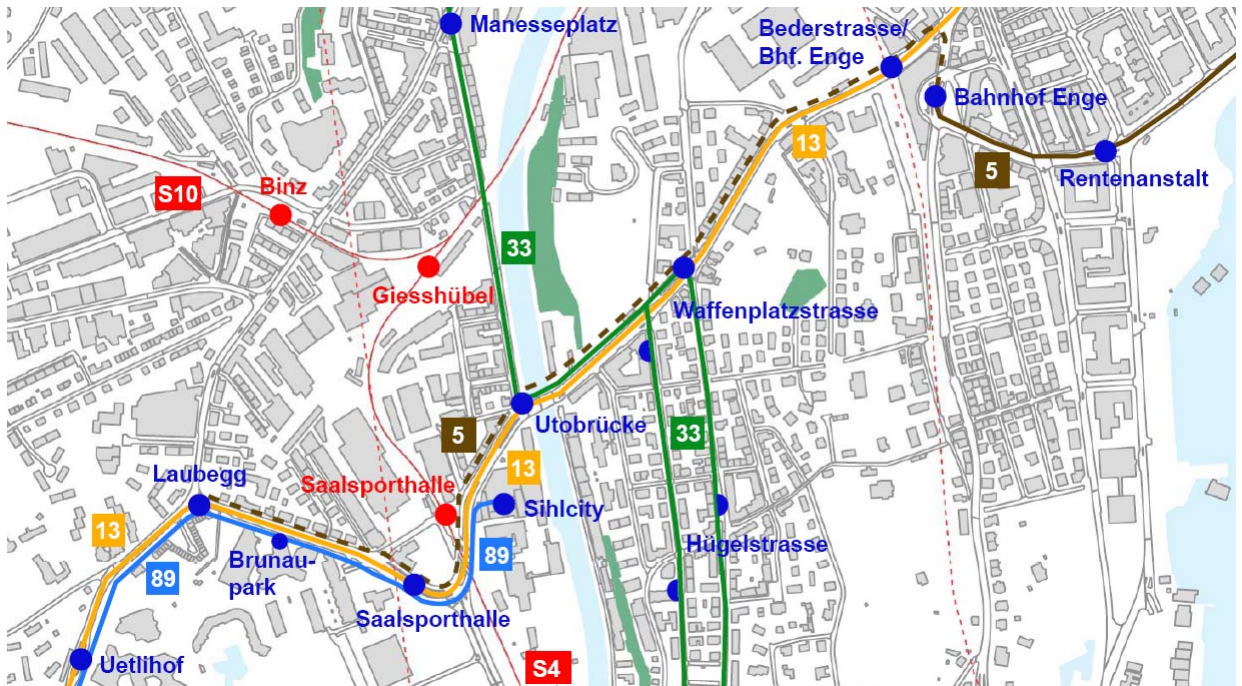 Manesseplatz
Bederstrasse/
Bhf. Enge
Bahnhof Enge
13
5
Rentenanstalt
S10
Binz
33
Giesshübel
Waffenplatzstrasse
Utobrücke
5
33
13
Laubegg
Saalsporthalle
Sihlcity
13
89
Brunau-
park
89
Hügelstrasse
Saalsporthalle
Uetlihof
S4